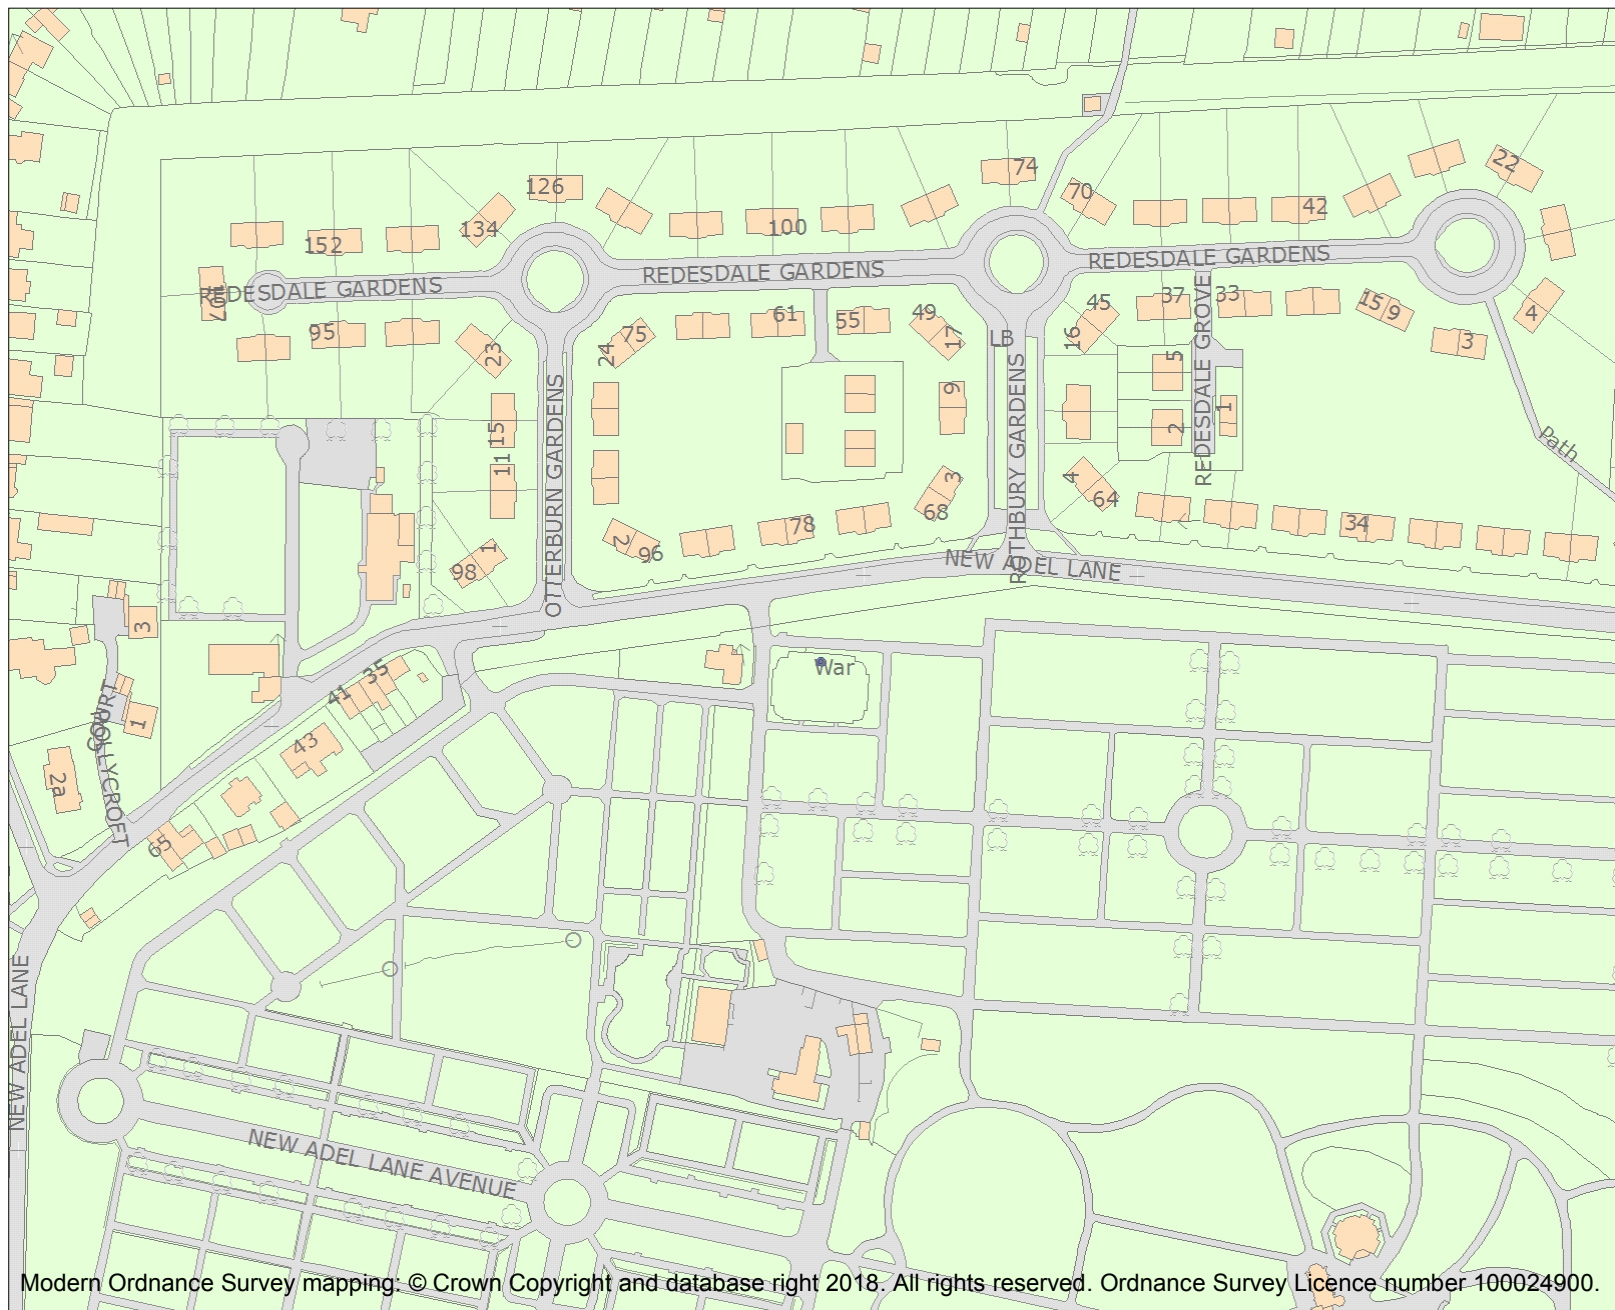 74
22
70
126
42
134
100
152
REDESDALE GARDENS
REDESDALE GARDENS
REDESDALE GARDENS
107
45
37
33
15
9
4
95
75
61
55
49
17
16
LB
3
23
24
5
REDESDALE GROVE
9
1
2
15
11
OTTERBURN GARDENS
ROTHBURY GARDENS
Path
3
4
68
64
78
34
2
96
1
98
NEW ADEL LANE
3
War
41
35
1
43
COURT
HOLLYCROFT
2a
65
NEW ADEL LANE
NEW ADEL LANE AVENUE
Modern Ordnance Survey mapping: © Crown Copyright and database right 2018. All rights reserved. Ordnance Survey Licence number 100024900.